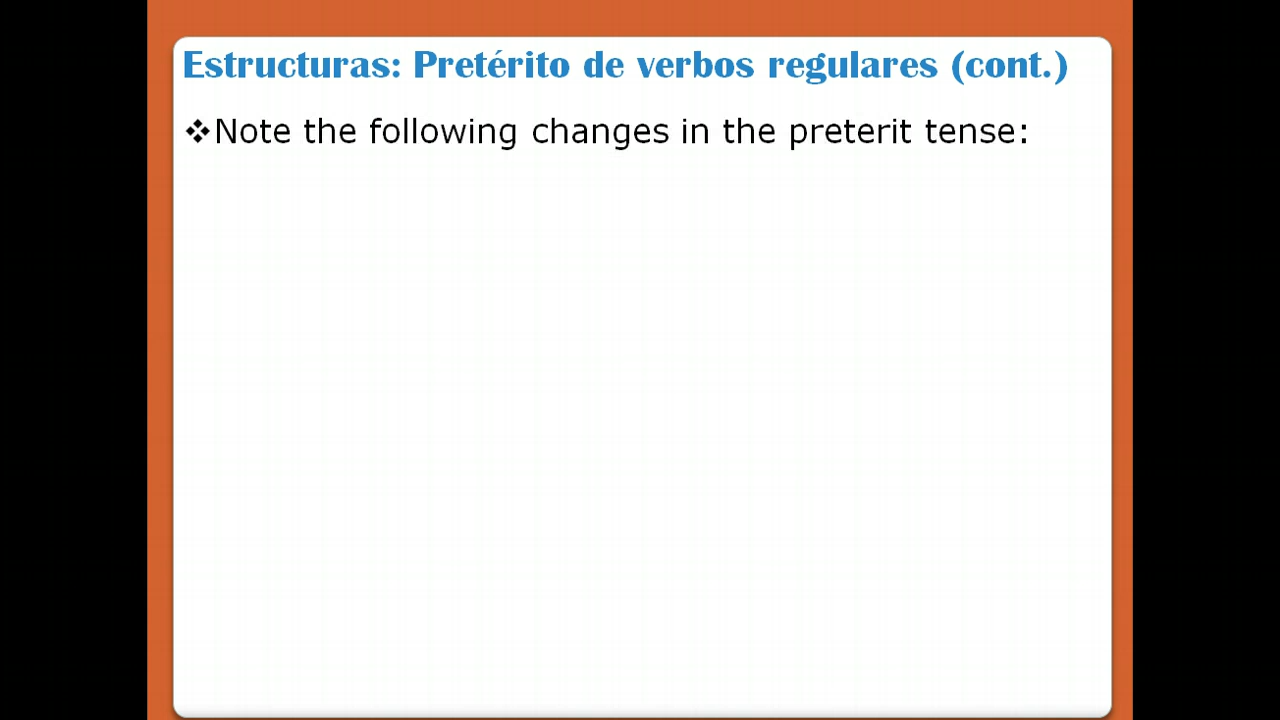 Estructuras: Pretérito de verbos regulares (cont.)
❖Note the following changes in the preterit tense: